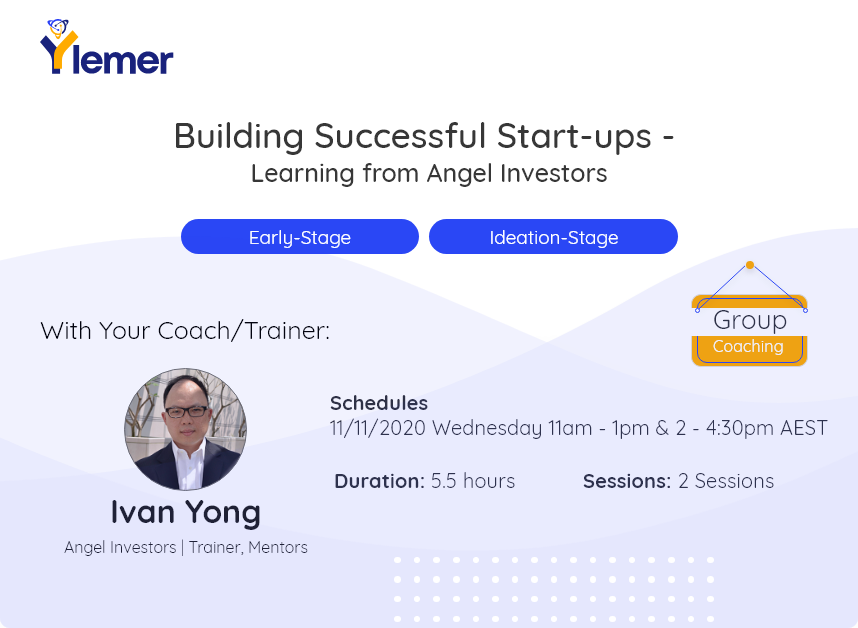 Ylemer
Building Successful Start-ups -
Learning from Angel Investors
Early-Stage
Ideation-Stage
Group
Coaching
With Your Coach/Trainer:
Schedules
11/11/2020 Wednesday 11am - 1pm & 2 - 4:30pm AEST
Duration: 5.5 hours
Sessions: 2 Sessions
Ivan Yong
Angel Investors | Trainer, Mentors